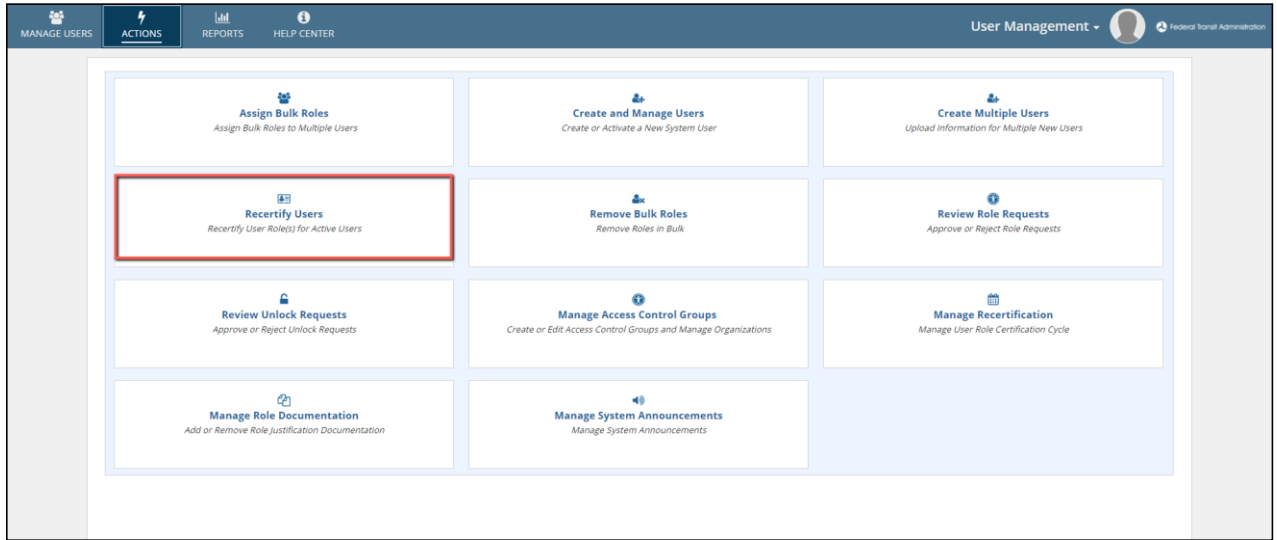 MANAGE USERS
ACTIONS
REPORTS
HELP CENTER
User Management
Federal Transit Administration
Assign Bulk Roles
Assign Bulk Roles to Multiple Users
Create and Manage Users
Create or Activate a New System User
Create Multiple Users
Upload Information for Multiple New Users
Recertify Users
Recertify User Role(s) for Active Users
Remove Bulk Roles
Remove Roles in Bulk
Review Role Requests
Approve or Reject Role Requests
Review Unlock Requests
Approve or Reject Unlock Requests
Manage Access Control Groups
Create or Edit Access Control Groups and Manage Organizations
Manage Recertification
Manage User Role Certification Cycle
Manage Role Documentation
Add or Remove Role Justification Documentation
Manage System Announcements
Manage System Announcements